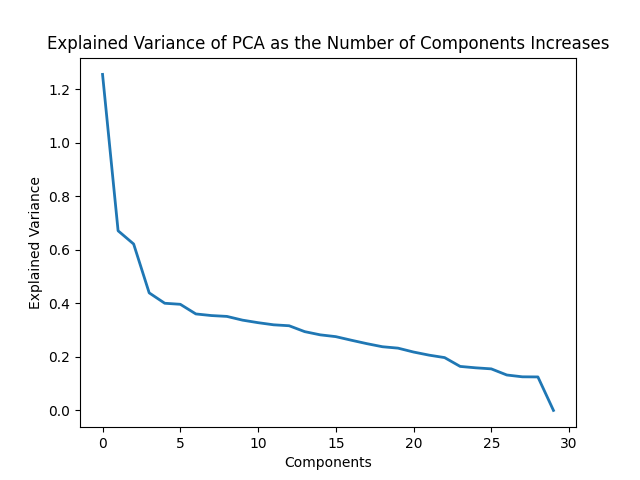 Explained Variance of PCA as the Number of Components Increases
1.2
1.0
0.8
0.6
0.4
0.2
0.0
Explained Variance
0 5 10 15 20 25 30
Components